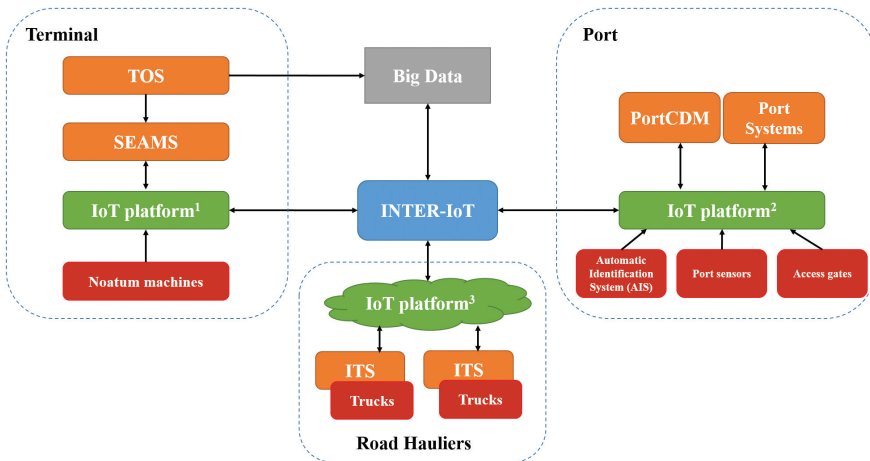 Terminal
TOS
SEAMS
IoT platform¹
Noatum machines
Big Data
INTER-IoT
IoT platform³
ITS
Trucks
ITS
Trucks
Road Hauliers
Port
PortCDM
Port
Systems
IoT platform²
Automatic
Identification
System (AIS)
Port sensors
Access gates